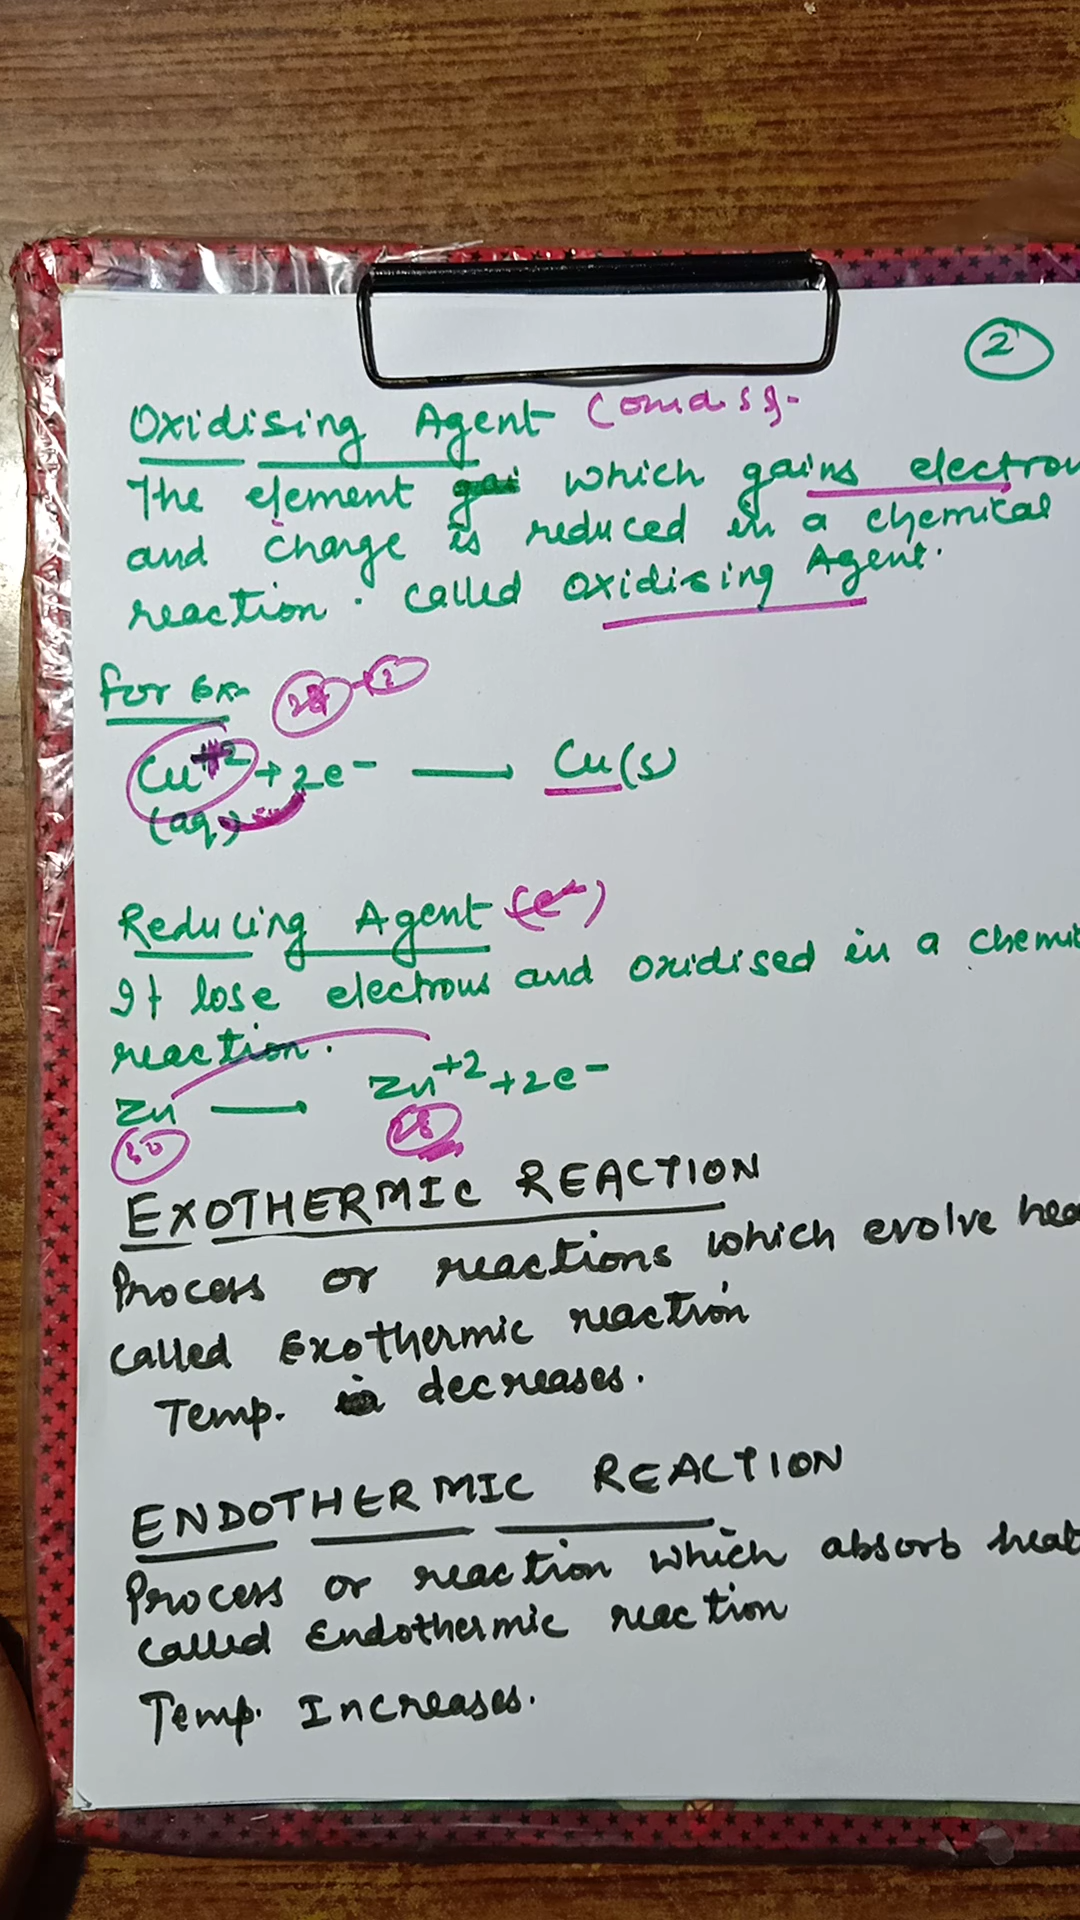 2
Oxidising Agent
The element which gains electron
and charge is reduced in a chemical
reaction. called oxidising Agent.
for Ex-
Cu+2 + 2e- → Cu(s)
(aq)
Reducing Agent (e-)
It lose electrons and oxidised in a chemi
reaction.
Zn → Zn+2 + 2e-
30 28
EXOTHERMIC REACTION
Process or reactions which evolve hea
called Exothermic reaction
Temp. decreases.
ENDOTHERMIC REACTION
Process or reaction which absorb heat
called Endothermic reaction
Temp. Increases.